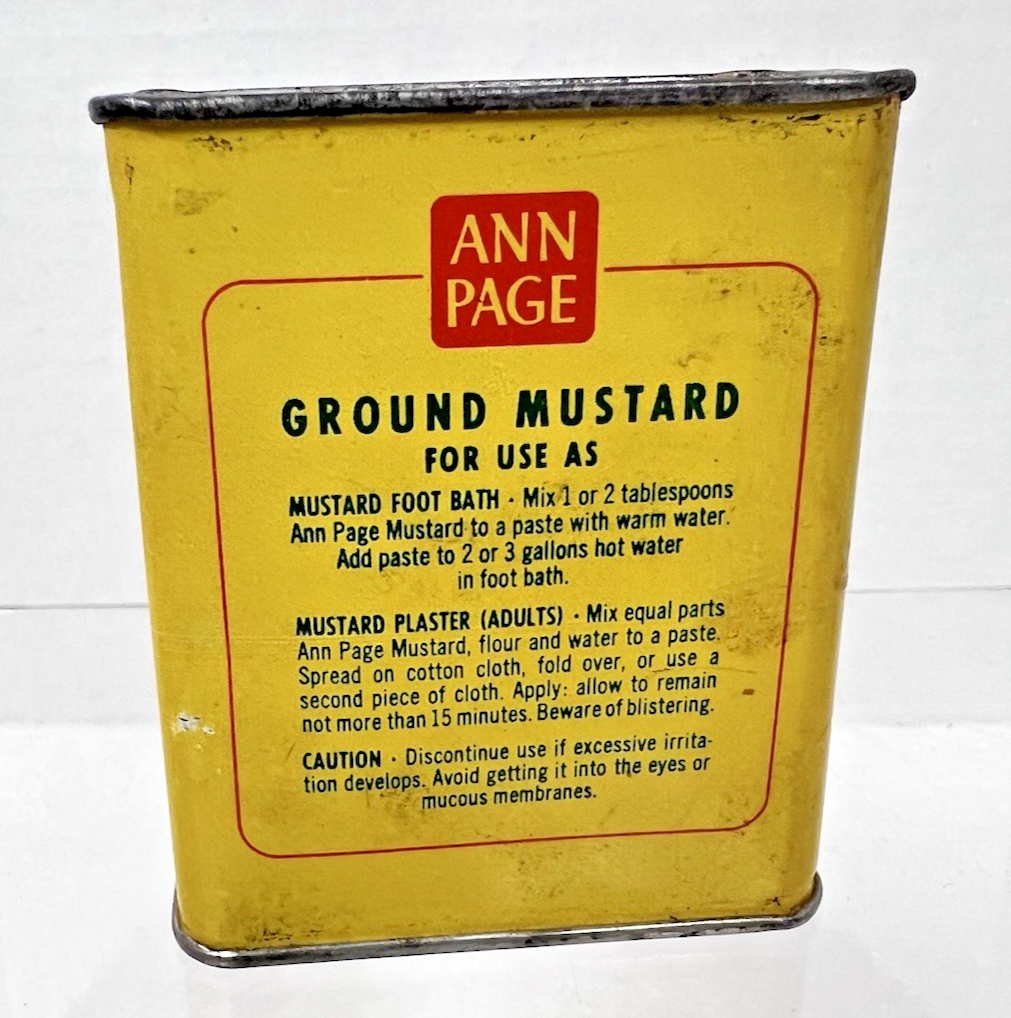 ANN
PAGE
GROUND MUSTARD
FOR USE AS
MUSTARD FOOT BATH · Mix 1 or 2 tablespoons
Ann Page Mustard to a paste with warm water.
Add paste to 2 or 3 gallons hot water
in foot bath.
MUSTARD PLASTER (ADULTS) · Mix equal parts
Ann Page Mustard, flour and water to a paste.
Spread on cotton cloth, fold over, or use a
second piece of cloth. Apply: allow to remain
not more than 15 minutes. Beware of blistering.
CAUTION · Discontinue use if excessive irrita-
tion develops. Avoid getting it into the eyes or
mucous membranes.